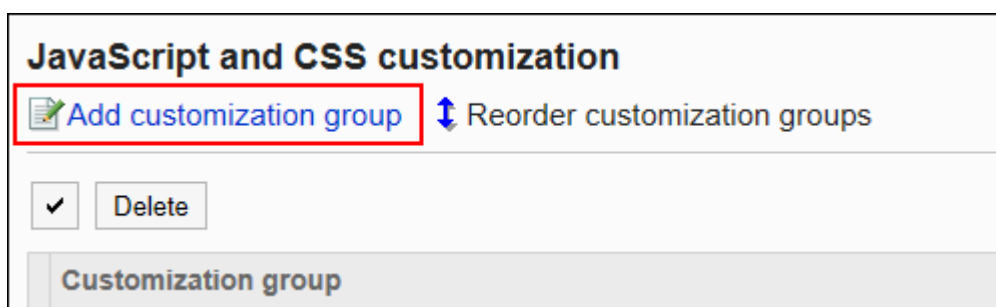 JavaScript and CSS customization
Add customization group Reorder customization groups
Delete
Customization group